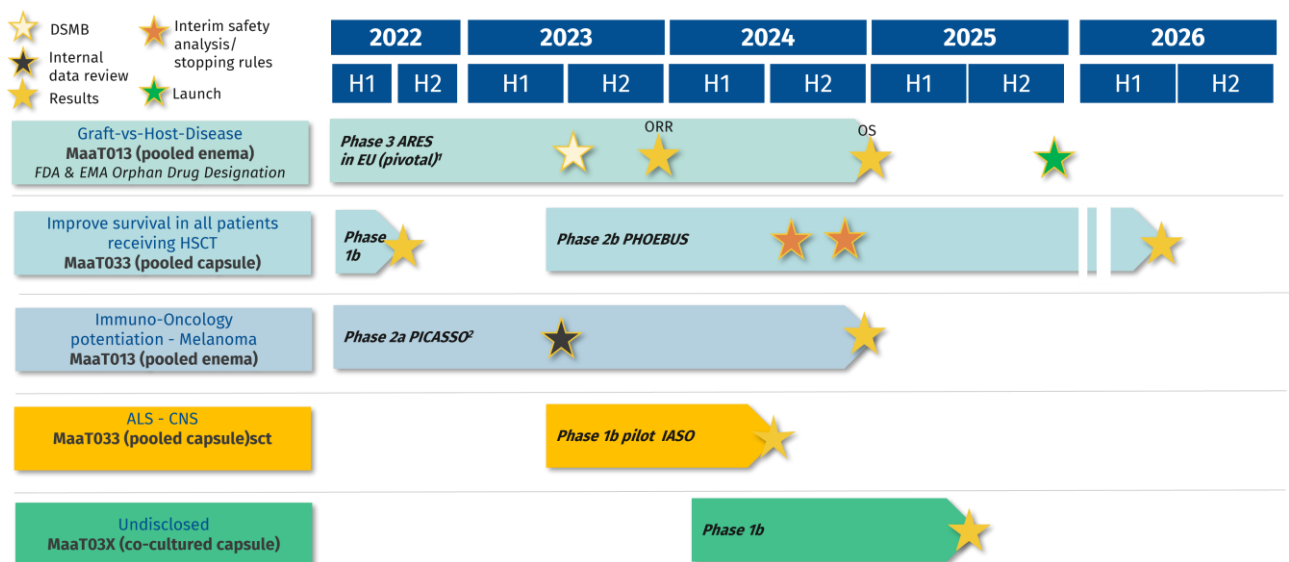 DSMB
Interim safety
analysis/
stopping rules
Internal
data review
Results
Launch
2022
2023
2024
2025
2026
H1
H2
H1
H2
H1
H2
H1
H2
H1
H2
Graft-vs-Host-Disease
MaaT013 (pooled enema)
FDA & EMA Orphan Drug Designation
Phase 3 ARES
in EU (pivotal)¹
ORR
OS
Improve survival in all patients
receiving HSCT
MaaT033 (pooled capsule)
Phase
1b
Phase 2b PHOEBUS
Immuno-Oncology
potentiation - Melanoma
MaaT013 (pooled enema)
Phase 2a PICASSO²
ALS - CNS
MaaT033 (pooled capsule)sct
Phase 1b pilot IASO
Undisclosed
MaaT03X (co-cultured capsule)
Phase 1b